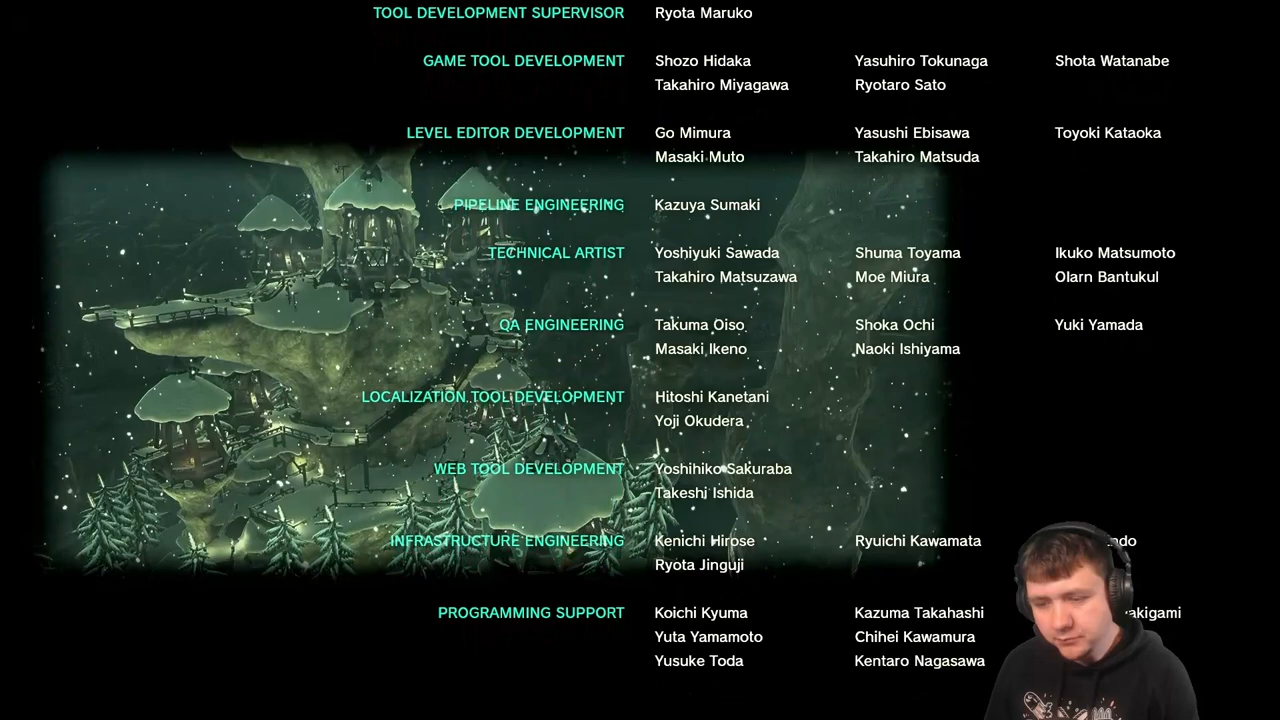 TOOL DEVELOPMENT SUPERVISOR Ryota Maruko
GAME TOOL DEVELOPMENT Shozo Hidaka Yasuhiro Tokunaga Shota Watanabe
Takahiro Miyagawa Ryotaro Sato
LEVEL EDITOR DEVELOPMENT Go Mimura Yasushi Ebisawa Toyoki Kataoka
Masaki Muto Takahiro Matsuda
PIPELINE ENGINEERING Kazuya Sumaki
TECHNICAL ARTIST Yoshiyuki Sawada Shuma Toyama Ikuko Matsumoto
Takahiro Matsuzawa Moe Miura Olarn Bantukul
QA ENGINEERING Takuma Oiso Shoka Ochi Yuki Yamada
Masaki Ikeno Naoki Ishiyama
LOCALIZATION TOOL DEVELOPMENT Hitoshi Kanetani
Yoji Okudera
WEB TOOL DEVELOPMENT Yoshihiko Sakuraba
Takeshi Ishida
INFRASTRUCTURE ENGINEERING Kenichi Hirose Ryuichi Kawamata
Ryota Jinguji
PROGRAMMING SUPPORT Koichi Kyuma Kazuma Takahashi
Yuta Yamamoto Chihei Kawamura
Yusuke Toda Kentaro Nagasawa